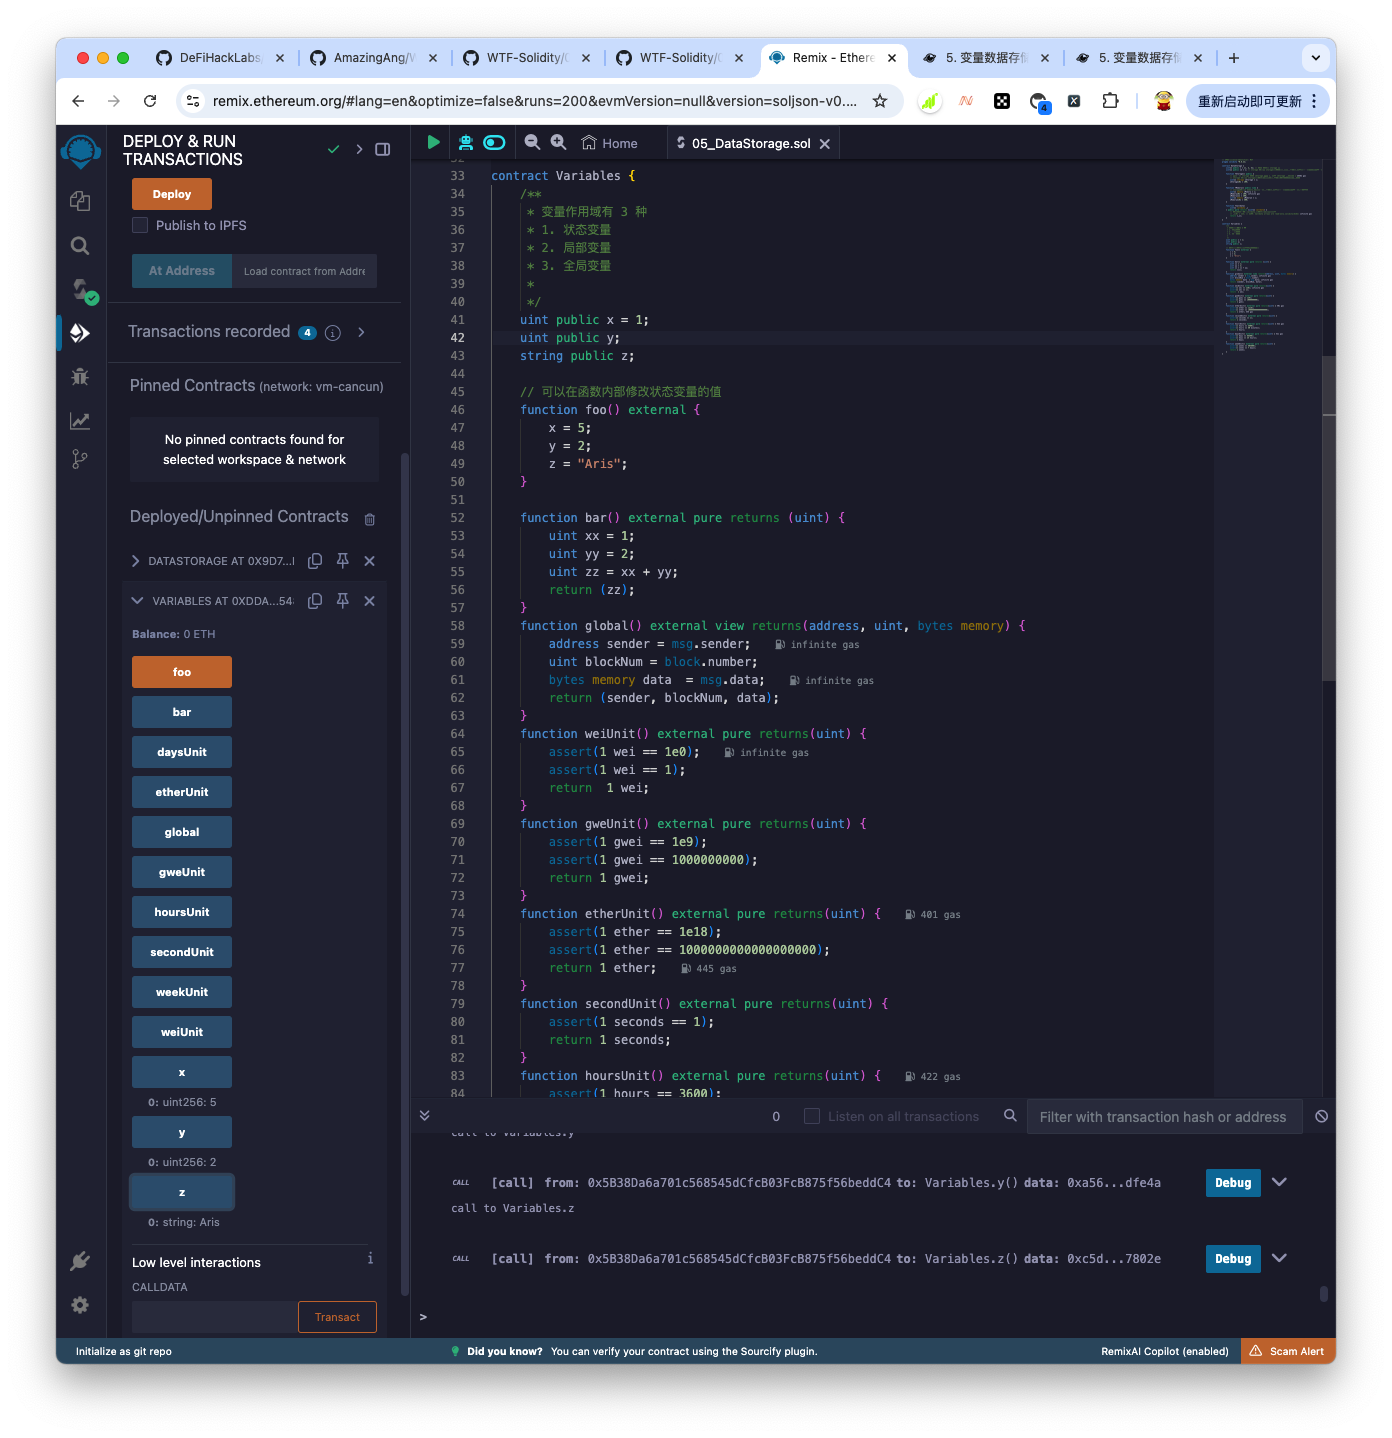 DeFiHackLabs
AmazingAng/W
WTF-Solidity/
WTF-Solidity/
Remix - Ethere
5. 变量数据存
5. 变量数据存
remix.ethereum.org/#lang=en&optimize=false&runs=200&evmVersion=null&version=soljson-v0....
4
重新启动即可更新
DEPLOY & RUN
TRANSACTIONS
Deploy
Publish to IPFS
At Address
Load contract from Addre
Transactions recorded 4
Pinned Contracts (network: vm-cancun)
No pinned contracts found for
selected workspace & network
Deployed/Unpinned Contracts
DATASTORAGE AT 0X9D7...
VARIABLES AT 0XDDA...54
Balance: 0 ETH
foo
bar
daysUnit
etherUnit
global
gweUnit
hoursUnit
secondUnit
weekUnit
weiUnit
x
0: uint256: 5
y
0: uint256: 2
z
0: string: Aris
Low level interactions
CALLDATA
Transact
Home
05_DataStorage.sol
32
33 contract Variables {
34 /**
35 * 变量作用域有 3 种
36 * 1. 状态变量
37 * 2. 局部变量
38 * 3. 全局变量
39 *
40 */
41 uint public x = 1;
42 uint public y;
43 string public z;
44
45 // 可以在函数内部修改状态变量的值
46 function foo() external {
47 x = 5;
48 y = 2;
49 z = "Aris";
50 }
51
52 function bar() external pure returns (uint) {
53 uint xx = 1;
54 uint yy = 2;
55 uint zz = xx + yy;
56 return (zz);
57 }
58 function global() external view returns(address, uint, bytes memory) {
59 address sender = msg.sender; infinite gas
60 uint blockNum = block.number;
61 bytes memory data  = msg.data; infinite gas
62 return (sender, blockNum, data);
63 }
64 function weiUnit() external pure returns(uint) {
65 assert(1 wei == 1e0); infinite gas
66 assert(1 wei == 1);
67 return  1 wei;
68 }
69 function gweUnit() external pure returns(uint) {
70 assert(1 gwei == 1e9);
71 assert(1 gwei == 1000000000);
72 return 1 gwei;
73 }
74 function etherUnit() external pure returns(uint) { 401 gas
75 assert(1 ether == 1e18);
76 assert(1 ether == 1000000000000000000);
77 return 1 ether; 445 gas
78 }
79 function secondUnit() external pure returns(uint) {
80 assert(1 seconds == 1);
81 return 1 seconds;
82 }
83 function hoursUnit() external pure returns(uint) { 422 gas
84 assert(1 hours == 3600);
0
Listen on all transactions
Filter with transaction hash or address
call to Variables.y
CALL [call] from: 0x5B38Da6a701c568545dCfcB03FcB875f56beddC4 to: Variables.y() data: 0xa56...dfe4a Debug
call to Variables.z
CALL [call] from: 0x5B38Da6a701c568545dCfcB03FcB875f56beddC4 to: Variables.z() data: 0xc5d...7802e Debug
>
Initialize as git repo
Did you know? You can verify your contract using the Sourcify plugin.
RemixAI Copilot (enabled)
Scam Alert